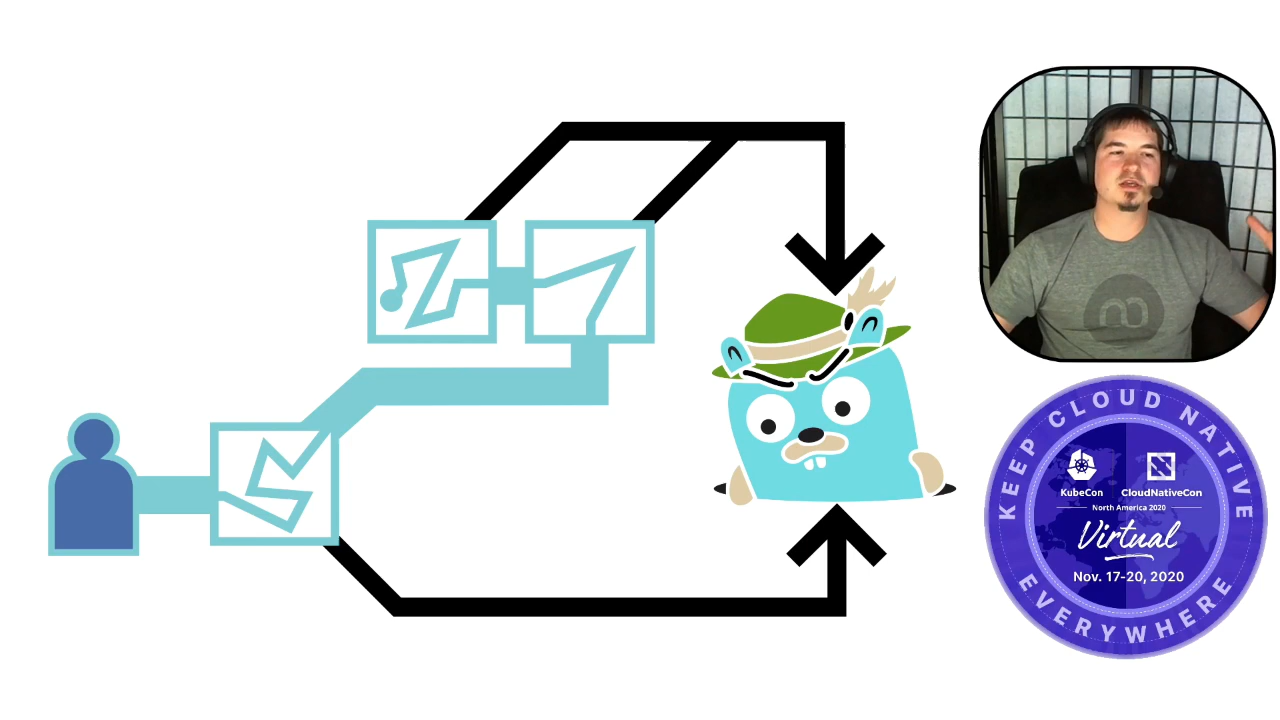 KEEP CLOUD NATIVE
KubeCon
CloudNativeCon
North America 2020
Virtual
Nov. 17-20, 2020
EVERYWHERE